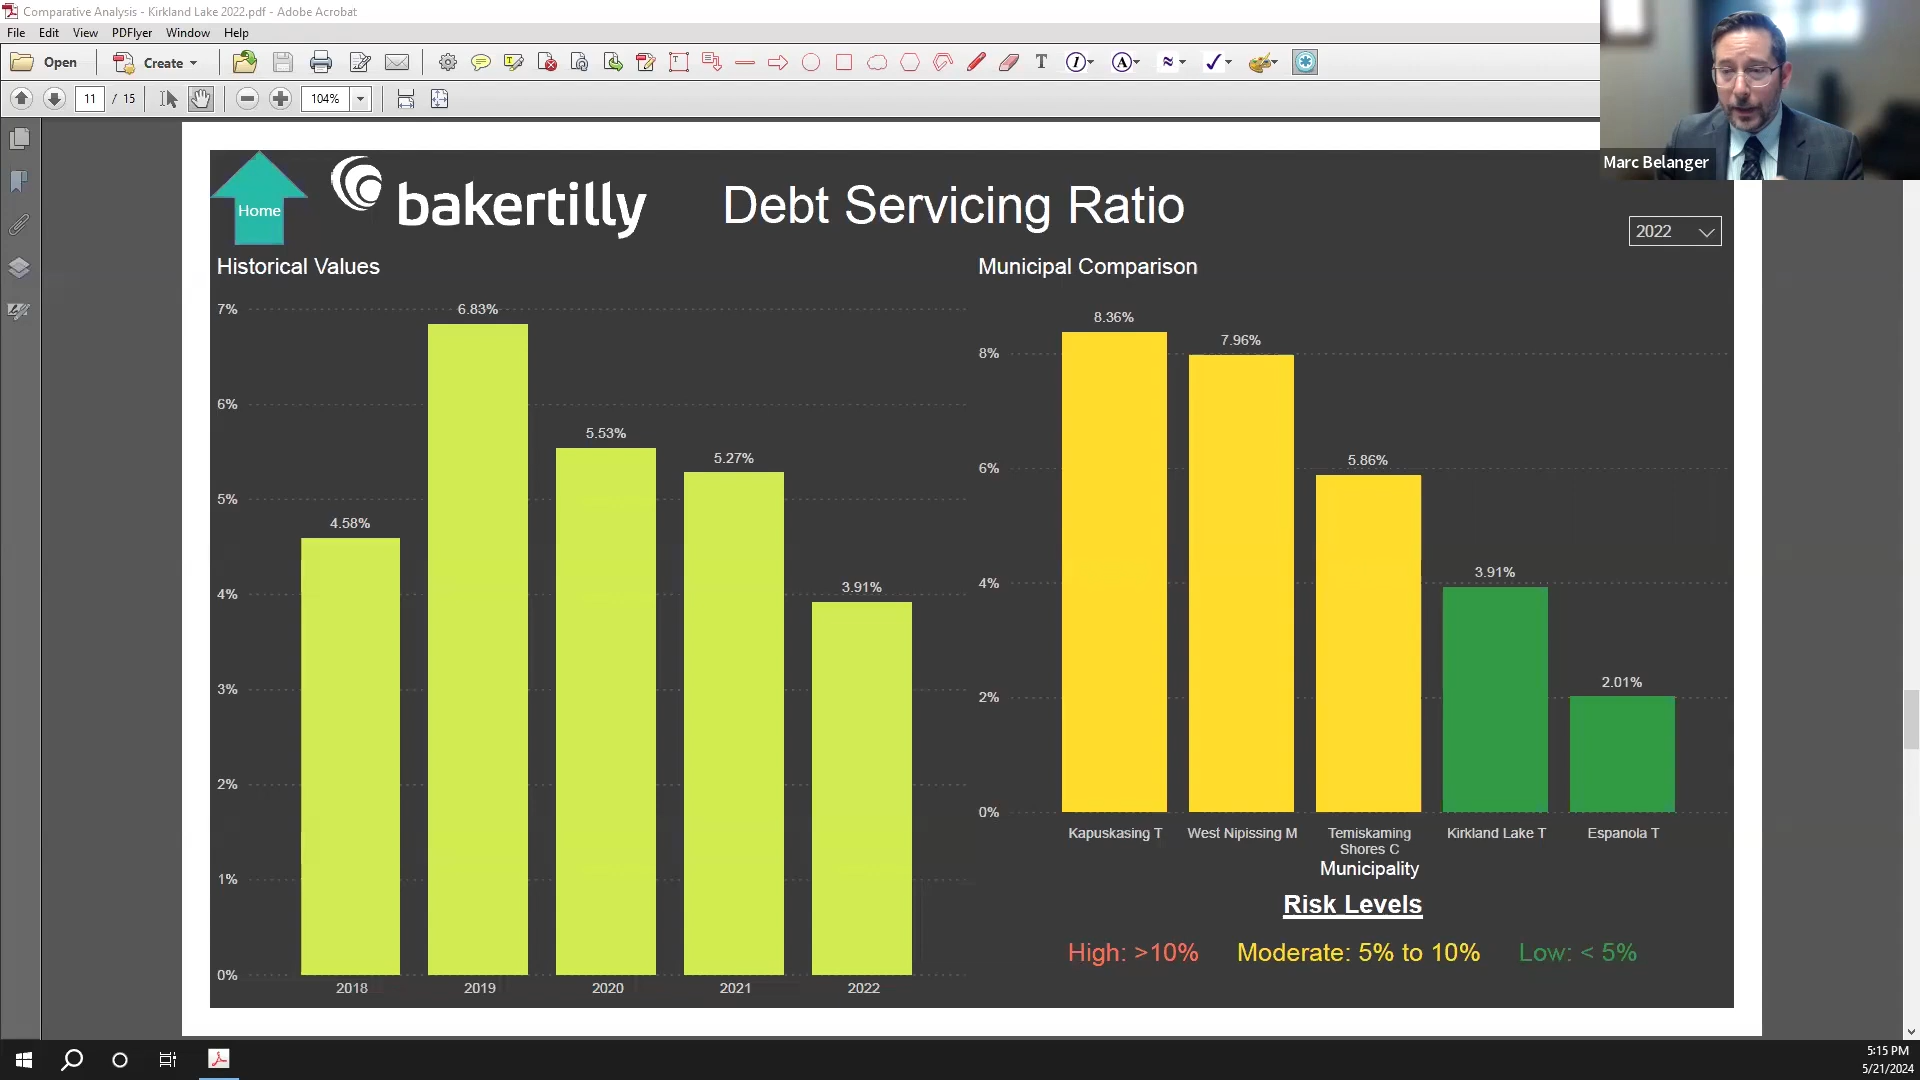 Comparative Analysis - Kirkland Lake 2022.pdf - Adobe Acrobat
File Edit View PDFlyer Window Help
Open Create
11 / 15 104%
Marc Belanger
Home
bakertilly
Debt Servicing Ratio
2022
Historical Values
7%
6%
5%
4%
3%
2%
1%
0%
4.58%
6.83%
5.53%
5.27%
3.91%
2018 2019 2020 2021 2022
Municipal Comparison
8%
6%
4%
2%
0%
8.36%
7.96%
5.86%
3.91%
2.01%
Kapuskasing T West Nipissing M Temiskaming Kirkland Lake T Espanola T
Shores C
Municipality
Risk Levels
High: >10% Moderate: 5% to 10% Low: < 5%
5:15 PM
5/21/2024